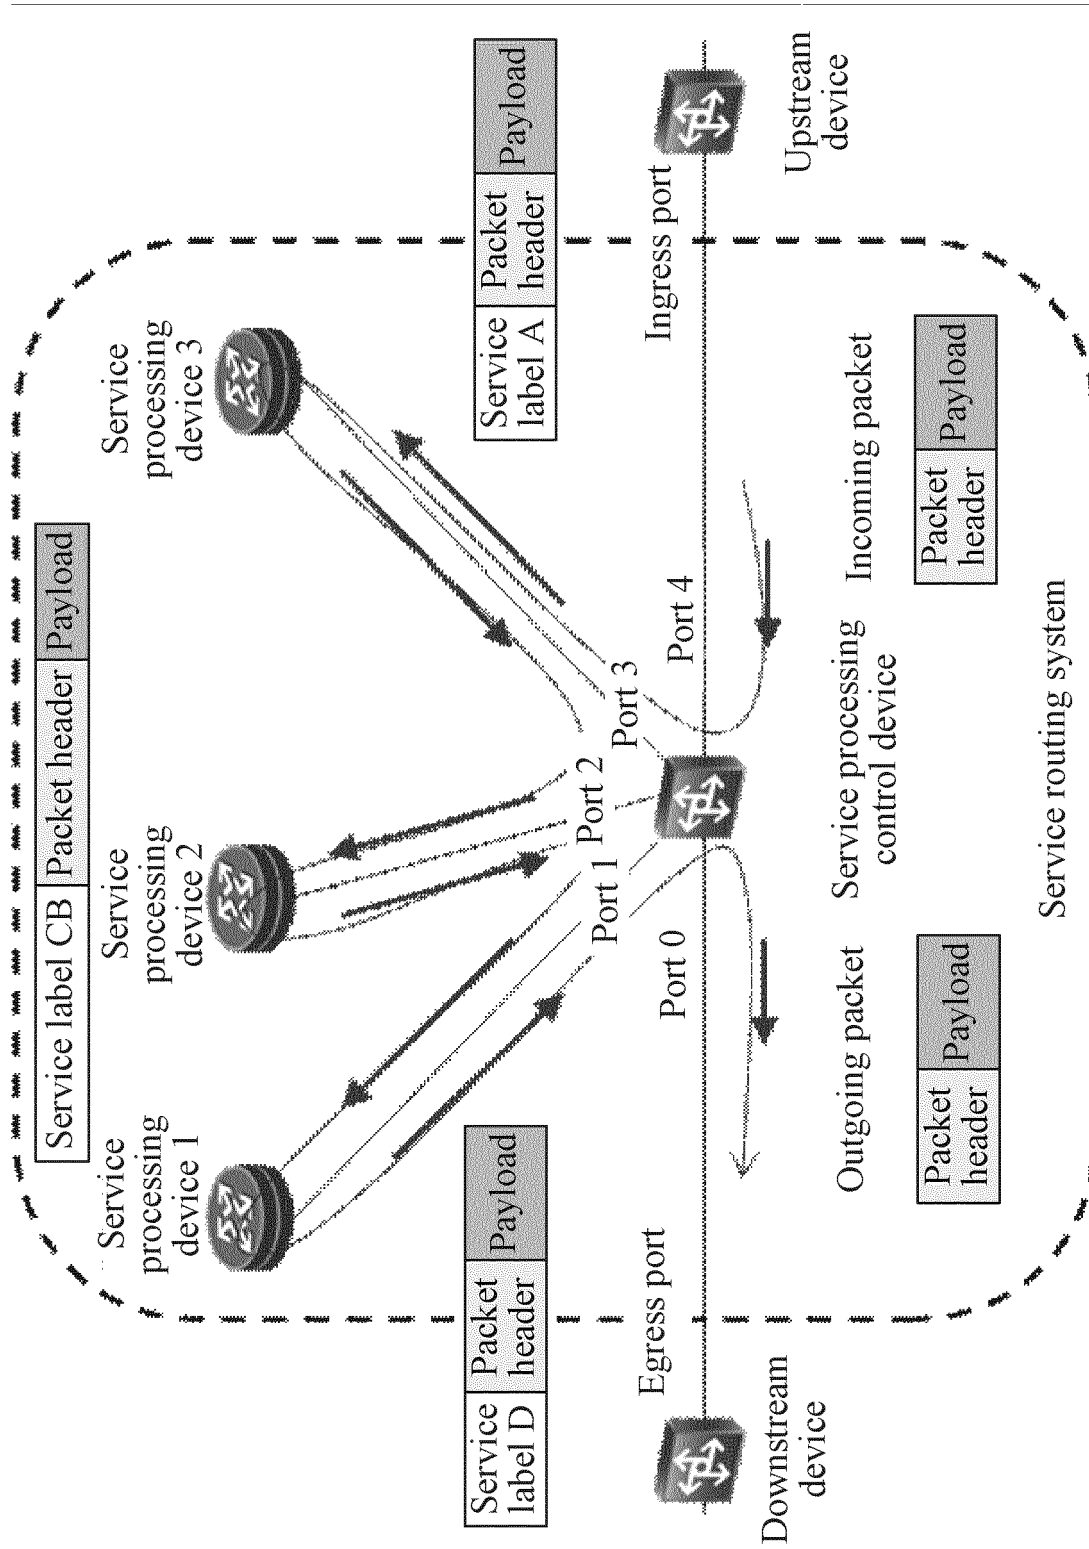 Service label CB
Packet header
Payload
Service
processing
device 1
Service
processing
device 2
Service
processing
device 3
Service
label D
Packet
header
Payload
Service
label A
Packet
header
Payload
Port 1
Port 2
Port 3
Egress port
Port 0
Port 4
Ingress port
Downstream
device
Outgoing packet
Service processing
control device
Incoming packet
Upstream
device
Packet
header
Payload
Packet
header
Payload
Service routing system